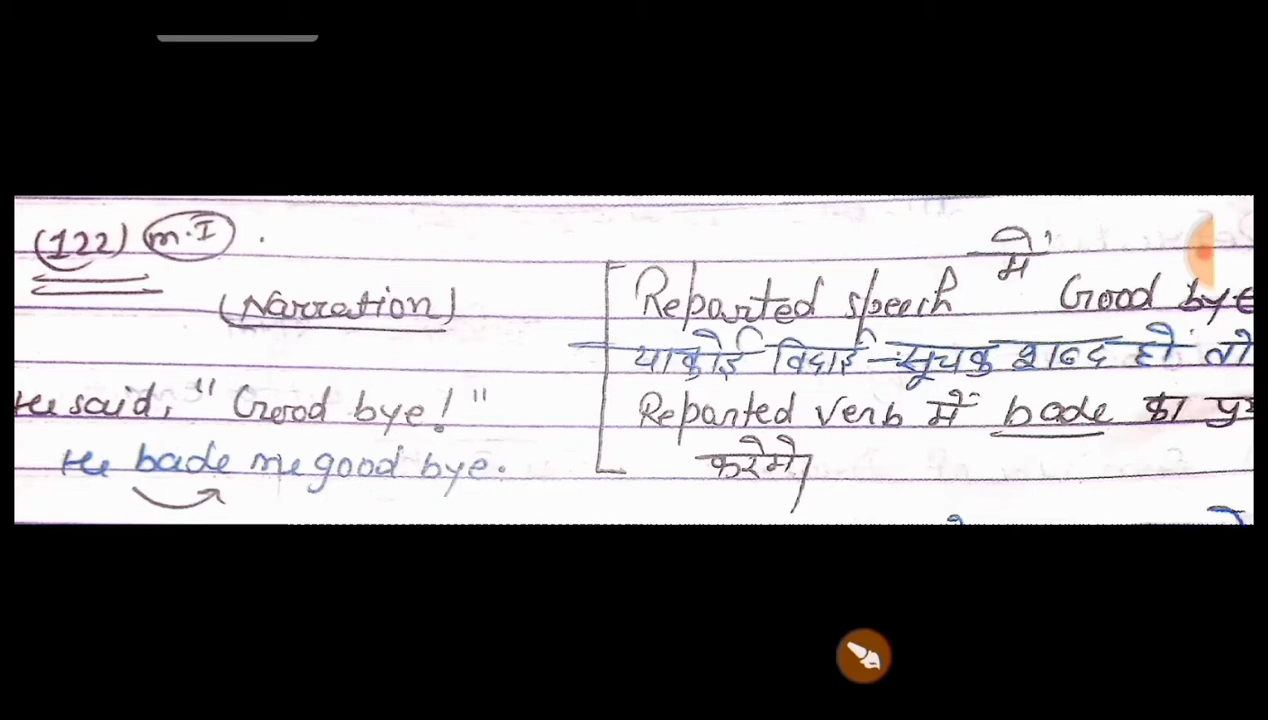 (122) m.I .
(Narration)
He said, "Good bye!"
He bade me good bye.
Reported speech में Good bye
या कोई विदाई-सूचक शब्द हो तो
Reported verb में bade का
करेगे।